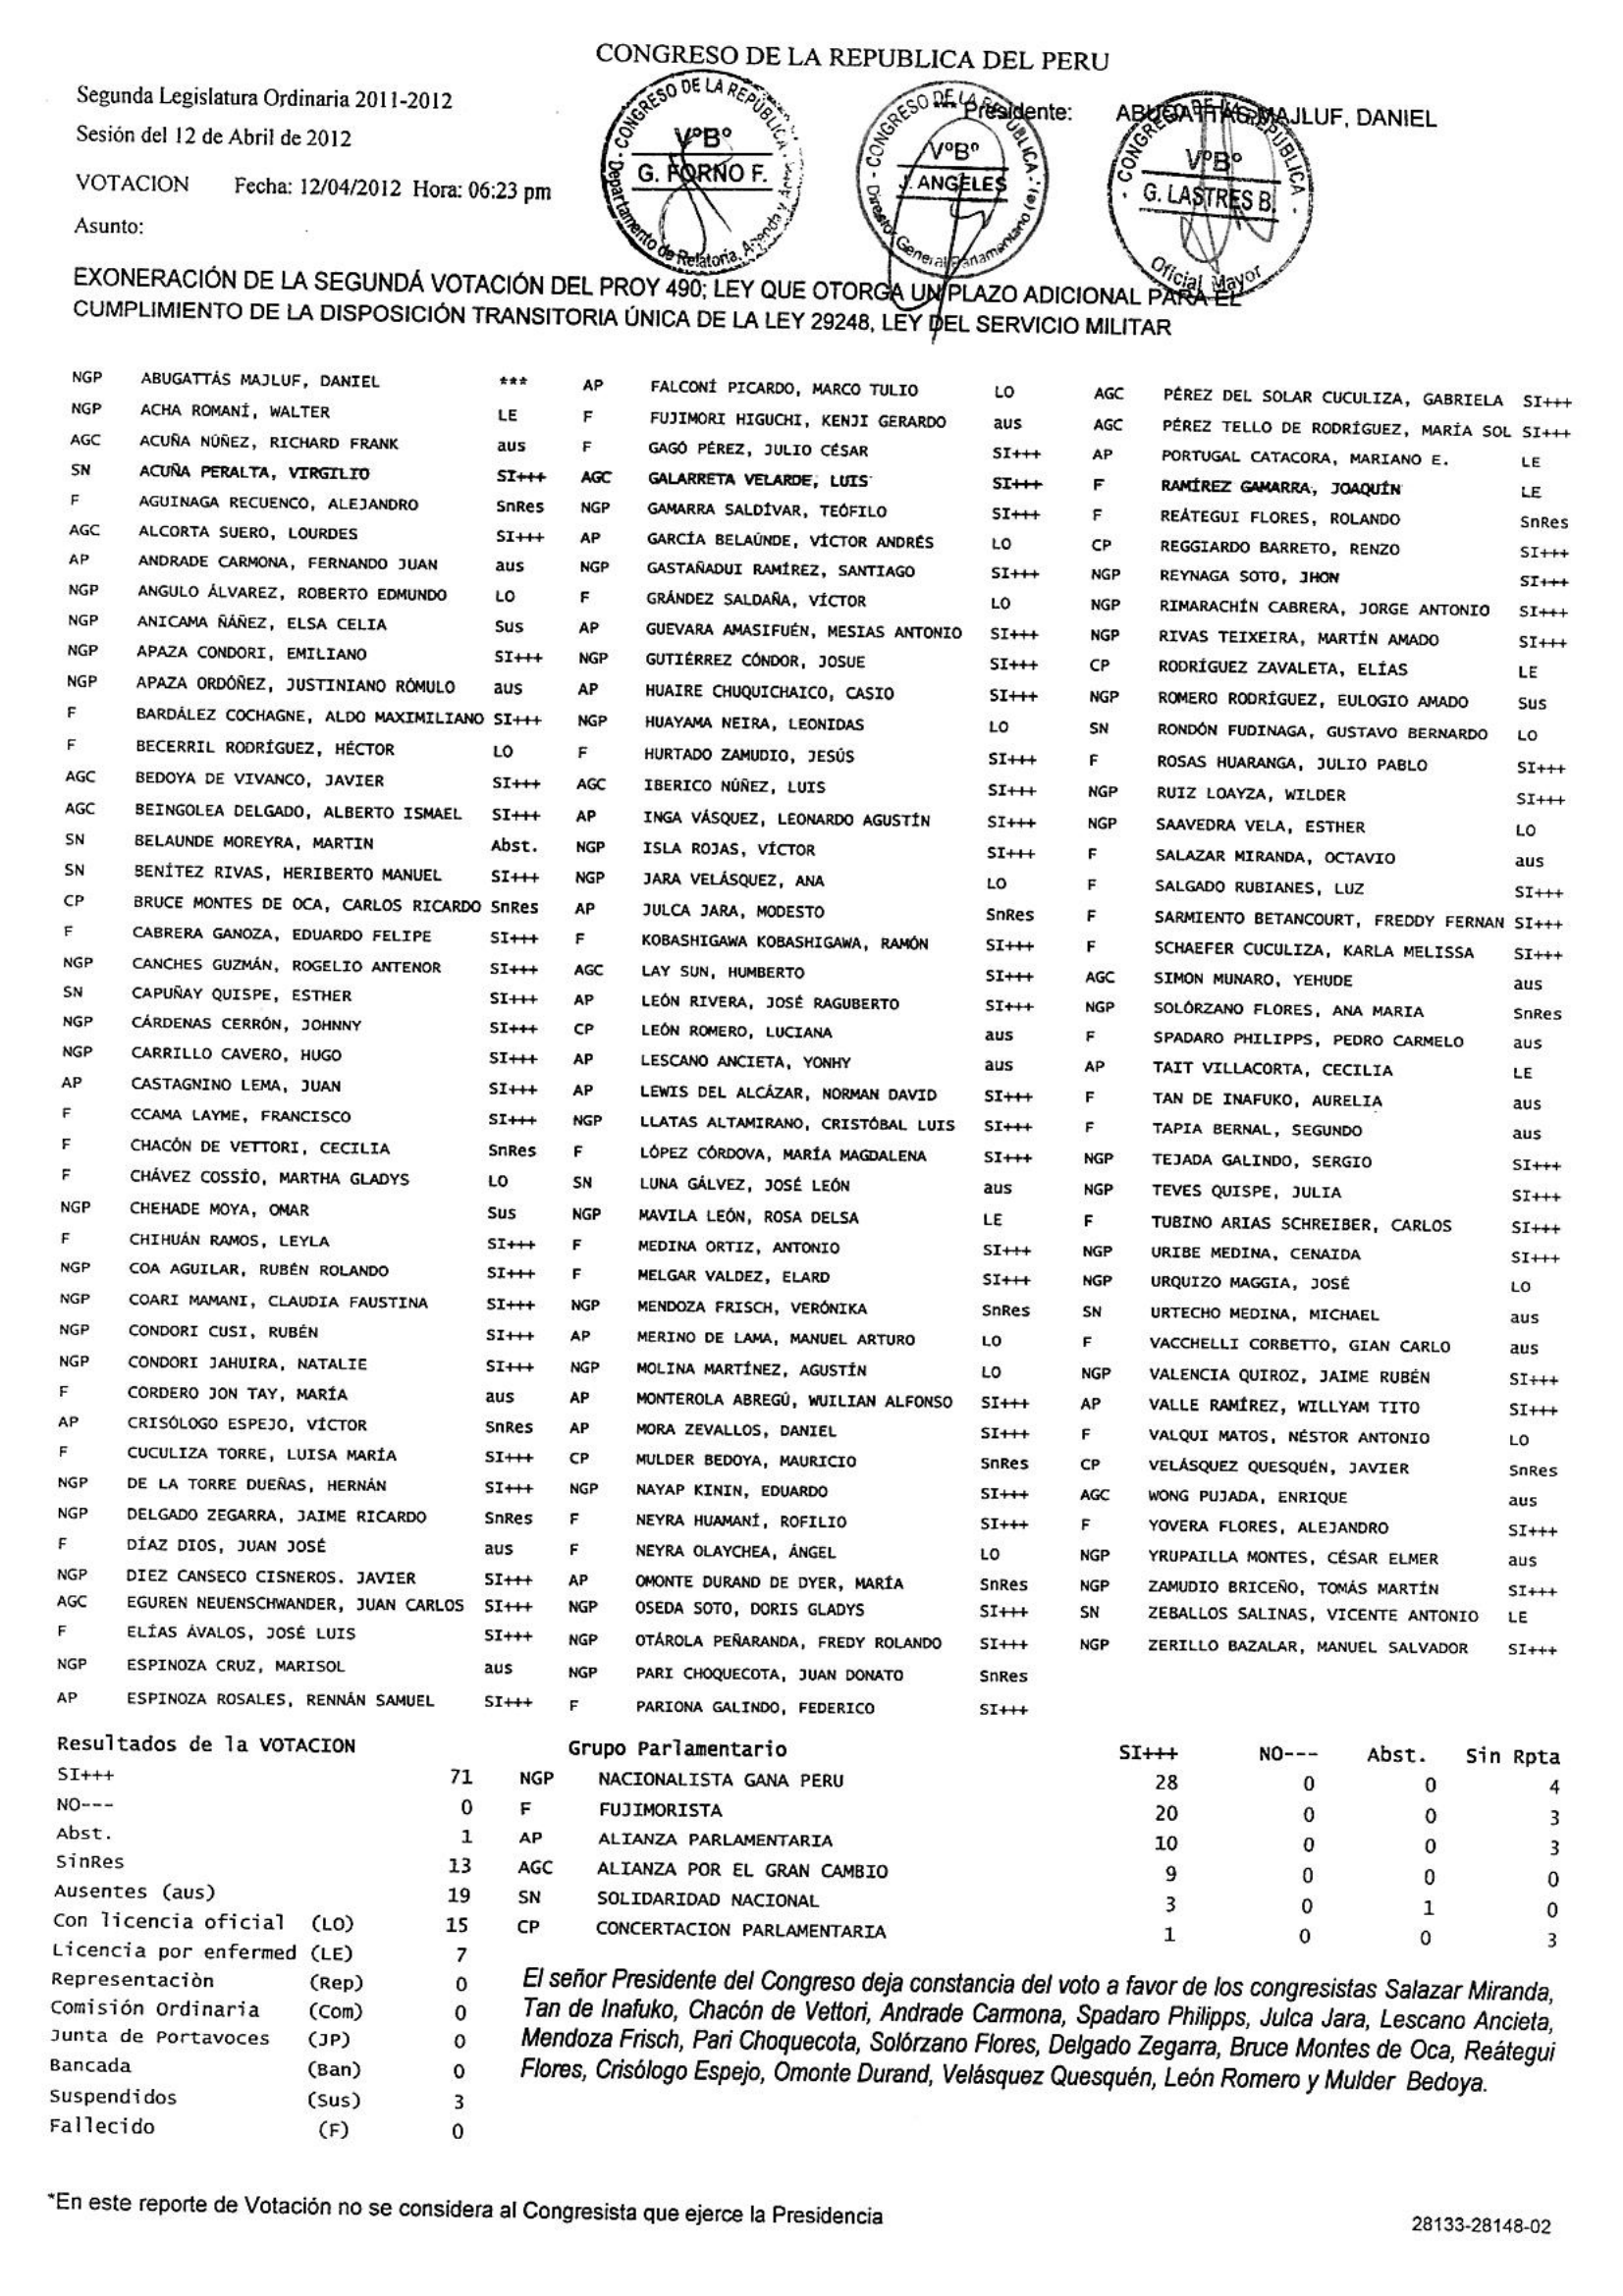 CONGRESO DE LA REPUBLICA DEL PERU
Segunda Legislatura Ordinaria 2011-2012
*** Presidente: ABUGATTAS MAJLUF, DANIEL
Sesión del 12 de Abril de 2012
VOTACION Fecha: 12/04/2012 Hora: 06:23 pm
Asunto:
CONGRESO DE LA REPÚBLICA
VºBº
G. FORNO F.
Departamento de Relatoría, Agenda y
CONGRESO DE LA REPÚBLICA
VºBº
J. ANGELES
Director General Parlamentario (e)
CONGRESO DE LA REPUBLICA
VºBº
G. LASTRES B.
Oficial Mayor
EXONERACIÓN DE LA SEGUNDA VOTACIÓN DEL PROY 490; LEY QUE OTORGA UN PLAZO ADICIONAL PARA EL
CUMPLIMIENTO DE LA DISPOSICIÓN TRANSITORIA ÚNICA DE LA LEY 29248, LEY DEL SERVICIO MILITAR
NGP ABUGATTÁS MAJLUF, DANIEL ***
NGP ACHA ROMANÍ, WALTER LE
AGC ACUÑA NÚÑEZ, RICHARD FRANK aus
SN ACUÑA PERALTA, VIRGILIO SI+++
F AGUINAGA RECUENCO, ALEJANDRO SnRes
AGC ALCORTA SUERO, LOURDES SI+++
AP ANDRADE CARMONA, FERNANDO JUAN aus
NGP ANGULO ÁLVAREZ, ROBERTO EDMUNDO LO
NGP ANICAMA ÑÁÑEZ, ELSA CELIA Sus
NGP APAZA CONDORI, EMILIANO SI+++
NGP APAZA ORDÓÑEZ, JUSTINIANO RÓMULO aus
F BARDÁLEZ COCHAGNE, ALDO MAXIMILIANO SI+++
F BECERRIL RODRÍGUEZ, HÉCTOR LO
AGC BEDOYA DE VIVANCO, JAVIER SI+++
AGC BEINGOLEA DELGADO, ALBERTO ISMAEL SI+++
SN BELAUNDE MOREYRA, MARTIN Abst.
SN BENÍTEZ RIVAS, HERIBERTO MANUEL SI+++
CP BRUCE MONTES DE OCA, CARLOS RICARDO SnRes
F CABRERA GANOZA, EDUARDO FELIPE SI+++
NGP CANCHES GUZMÁN, ROGELIO ANTENOR SI+++
SN CAPUÑAY QUISPE, ESTHER SI+++
NGP CÁRDENAS CERRÓN, JOHNNY SI+++
NGP CARRILLO CAVERO, HUGO SI+++
AP CASTAGNINO LEMA, JUAN SI+++
F CCAMA LAYME, FRANCISCO SI+++
F CHACÓN DE VETTORI, CECILIA SnRes
F CHÁVEZ COSSÍO, MARTHA GLADYS LO
NGP CHEHADE MOYA, OMAR Sus
F CHIHUÁN RAMOS, LEYLA SI+++
NGP COA AGUILAR, RUBÉN ROLANDO SI+++
NGP COARI MAMANI, CLAUDIA FAUSTINA SI+++
NGP CONDORI CUSI, RUBÉN SI+++
NGP CONDORI JAHUIRA, NATALIE SI+++
F CORDERO JON TAY, MARÍA aus
AP CRISÓLOGO ESPEJO, VÍCTOR SnRes
F CUCULIZA TORRE, LUISA MARÍA SI+++
NGP DE LA TORRE DUEÑAS, HERNÁN SI+++
NGP DELGADO ZEGARRA, JAIME RICARDO SnRes
F DÍAZ DIOS, JUAN JOSÉ aus
NGP DIEZ CANSECO CISNEROS. JAVIER SI+++
AGC EGUREN NEUENSCHWANDER, JUAN CARLOS SI+++
F ELÍAS ÁVALOS, JOSÉ LUIS SI+++
NGP ESPINOZA CRUZ, MARISOL aus
AP ESPINOZA ROSALES, RENNÁN SAMUEL SI+++
AP FALCONÍ PICARDO, MARCO TULIO LO
F FUJIMORI HIGUCHI, KENJI GERARDO aus
F GAGÓ PÉREZ, JULIO CÉSAR SI+++
AGC GALARRETA VELARDE, LUIS SI+++
NGP GAMARRA SALDÍVAR, TEÓFILO SI+++
AP GARCÍA BELAÚNDE, VÍCTOR ANDRÉS LO
NGP GASTAÑADUI RAMÍREZ, SANTIAGO SI+++
F GRÁNDEZ SALDAÑA, VÍCTOR LO
AP GUEVARA AMASIFUÉN, MESIAS ANTONIO SI+++
NGP GUTIÉRREZ CÓNDOR, JOSUE SI+++
AP HUAIRE CHUQUICHAICO, CASIO SI+++
NGP HUAYAMA NEIRA, LEONIDAS LO
F HURTADO ZAMUDIO, JESÚS SI+++
AGC IBERICO NÚÑEZ, LUIS SI+++
AP INGA VÁSQUEZ, LEONARDO AGUSTÍN SI+++
NGP ISLA ROJAS, VÍCTOR SI+++
NGP JARA VELÁSQUEZ, ANA LO
AP JULCA JARA, MODESTO SnRes
F KOBASHIGAWA KOBASHIGAWA, RAMÓN SI+++
AGC LAY SUN, HUMBERTO SI+++
AP LEÓN RIVERA, JOSÉ RAGUBERTO SI+++
CP LEÓN ROMERO, LUCIANA aus
AP LESCANO ANCIETA, YONHY aus
AP LEWIS DEL ALCÁZAR, NORMAN DAVID SI+++
NGP LLATAS ALTAMIRANO, CRISTÓBAL LUIS SI+++
F LÓPEZ CÓRDOVA, MARÍA MAGDALENA SI+++
SN LUNA GÁLVEZ, JOSÉ LEÓN aus
NGP MAVILA LEÓN, ROSA DELSA LE
F MEDINA ORTIZ, ANTONIO SI+++
F MELGAR VALDEZ, ELARD SI+++
NGP MENDOZA FRISCH, VERÓNIKA SnRes
AP MERINO DE LAMA, MANUEL ARTURO LO
NGP MOLINA MARTÍNEZ, AGUSTÍN LO
AP MONTEROLA ABREGÚ, WUILIAN ALFONSO SI+++
AP MORA ZEVALLOS, DANIEL SI+++
CP MULDER BEDOYA, MAURICIO SnRes
NGP NAYAP KININ, EDUARDO SI+++
F NEYRA HUAMANÍ, ROFILIO SI+++
F NEYRA OLAYCHEA, ÁNGEL LO
AP OMONTE DURAND DE DYER, MARÍA SnRes
NGP OSEDA SOTO, DORIS GLADYS SI+++
NGP OTÁROLA PEÑARANDA, FREDY ROLANDO SI+++
NGP PARI CHOQUECOTA, JUAN DONATO SnRes
F PARIONA GALINDO, FEDERICO SI+++
AGC PÉREZ DEL SOLAR CUCULIZA, GABRIELA SI+++
AGC PÉREZ TELLO DE RODRÍGUEZ, MARÍA SOL SI+++
AP PORTUGAL CATACORA, MARIANO E. LE
F RAMÍREZ GAMARRA, JOAQUÍN LE
F REÁTEGUI FLORES, ROLANDO SnRes
CP REGGIARDO BARRETO, RENZO SI+++
NGP REYNAGA SOTO, JHON SI+++
NGP RIMARACHÍN CABRERA, JORGE ANTONIO SI+++
NGP RIVAS TEIXEIRA, MARTÍN AMADO SI+++
CP RODRÍGUEZ ZAVALETA, ELÍAS LE
NGP ROMERO RODRÍGUEZ, EULOGIO AMADO Sus
SN RONDÓN FUDINAGA, GUSTAVO BERNARDO LO
F ROSAS HUARANGA, JULIO PABLO SI+++
NGP RUIZ LOAYZA, WILDER SI+++
NGP SAAVEDRA VELA, ESTHER LO
F SALAZAR MIRANDA, OCTAVIO aus
F SALGADO RUBIANES, LUZ SI+++
F SARMIENTO BETANCOURT, FREDDY FERNAN SI+++
F SCHAEFER CUCULIZA, KARLA MELISSA SI+++
AGC SIMON MUNARO, YEHUDE aus
NGP SOLÓRZANO FLORES, ANA MARIA SnRes
F SPADARO PHILIPPS, PEDRO CARMELO aus
AP TAIT VILLACORTA, CECILIA LE
F TAN DE INAFUKO, AURELIA aus
F TAPIA BERNAL, SEGUNDO aus
NGP TEJADA GALINDO, SERGIO SI+++
NGP TEVES QUISPE, JULIA SI+++
F TUBINO ARIAS SCHREIBER, CARLOS SI+++
NGP URIBE MEDINA, CENAIDA SI+++
NGP URQUIZO MAGGIA, JOSÉ LO
SN URTECHO MEDINA, MICHAEL aus
F VACCHELLI CORBETTO, GIAN CARLO aus
NGP VALENCIA QUIROZ, JAIME RUBÉN SI+++
AP VALLE RAMÍREZ, WILLYAM TITO SI+++
F VALQUI MATOS, NÉSTOR ANTONIO LO
CP VELÁSQUEZ QUESQUÉN, JAVIER SnRes
AGC WONG PUJADA, ENRIQUE aus
F YOVERA FLORES, ALEJANDRO SI+++
NGP YRUPAILLA MONTES, CÉSAR ELMER aus
NGP ZAMUDIO BRICEÑO, TOMÁS MARTÍN SI+++
SN ZEBALLOS SALINAS, VICENTE ANTONIO LE
NGP ZERILLO BAZALAR, MANUEL SALVADOR SI+++
Resultados de la VOTACION
SI+++ 71
NO--- 0
Abst. 1
SinRes 13
Ausentes (aus) 19
Con licencia oficial (LO) 15
Licencia por enfermed (LE) 7
Representación (Rep) 0
Comisión Ordinaria (Com) 0
Junta de Portavoces (JP) 0
Bancada (Ban) 0
Suspendidos (Sus) 3
Fallecido (F) 0
Grupo Parlamentario SI+++ NO--- Abst. Sin Rpta
NGP NACIONALISTA GANA PERU 28 0 0 4
F FUJIMORISTA 20 0 0 3
AP ALIANZA PARLAMENTARIA 10 0 0 3
AGC ALIANZA POR EL GRAN CAMBIO 9 0 0 0
SN SOLIDARIDAD NACIONAL 3 0 1 0
CP CONCERTACION PARLAMENTARIA 1 0 0 3
El señor Presidente del Congreso deja constancia del voto a favor de los congresistas Salazar Miranda,
Tan de Inafuko, Chacón de Vettori, Andrade Carmona, Spadaro Philipps, Julca Jara, Lescano Ancieta,
Mendoza Frisch, Pari Choquecota, Solórzano Flores, Delgado Zegarra, Bruce Montes de Oca, Reátegui
Flores, Crisólogo Espejo, Omonte Durand, Velásquez Quesquén, León Romero y Mulder Bedoya.
*En este reporte de Votación no se considera al Congresista que ejerce la Presidencia
28133-28148-02